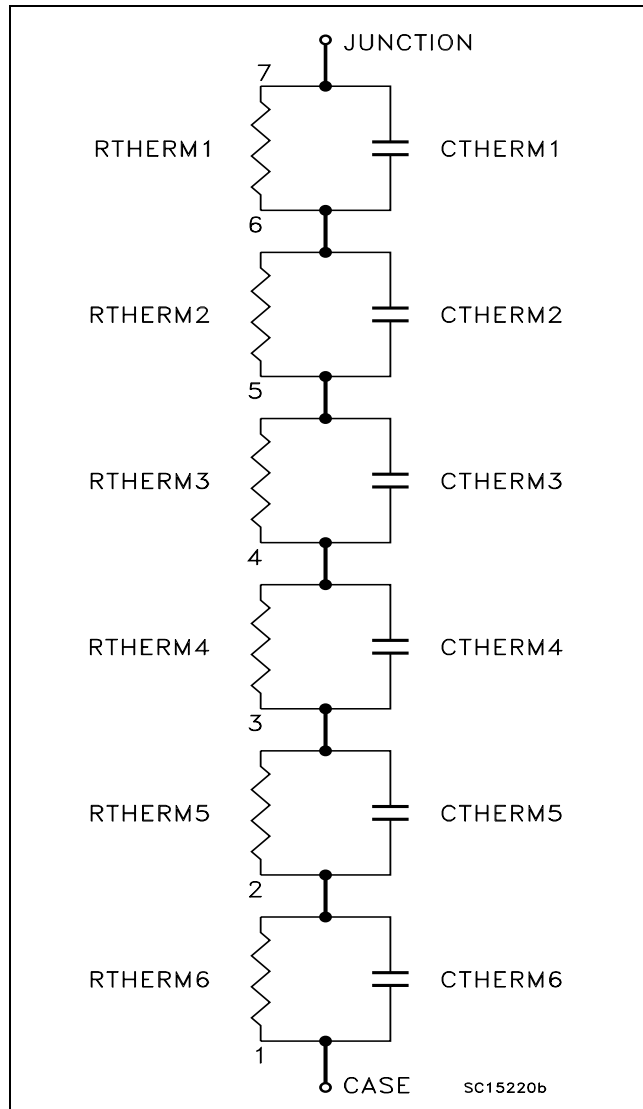 JUNCTION
7
RTHERM1 CTHERM1
6
RTHERM2 CTHERM2
5
RTHERM3 CTHERM3
4
RTHERM4 CTHERM4
3
RTHERM5 CTHERM5
2
RTHERM6 CTHERM6
1
CASE SC15220b